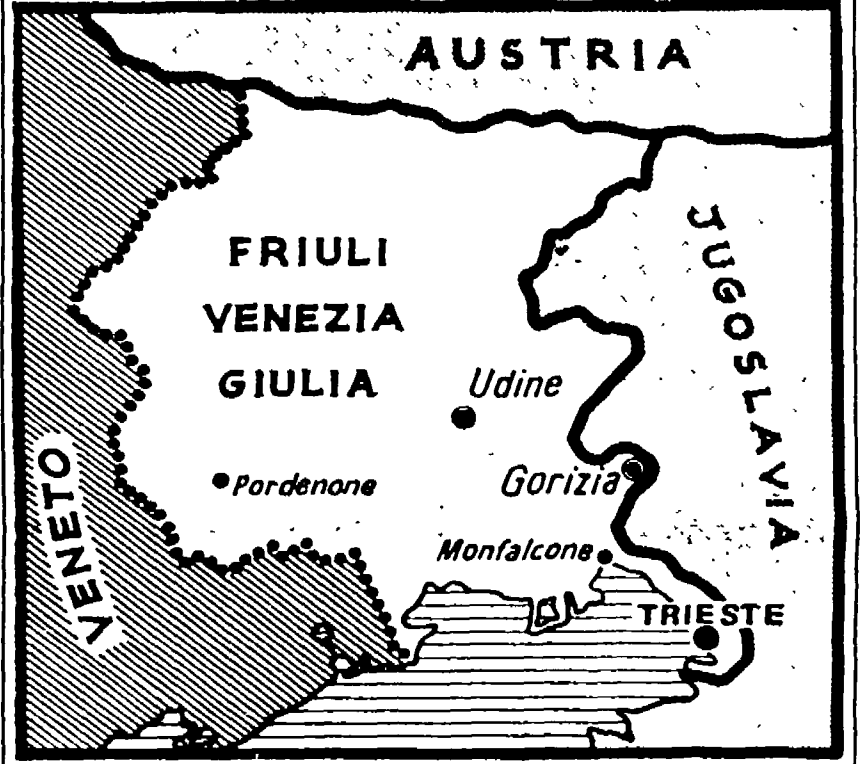 AUSTRIA
JUGOSLAVIA
FRIULI
VENEZIA
GIULIA
Udine
VENETO
Pordenone
Gorizia
Monfalcone
TRIESTE